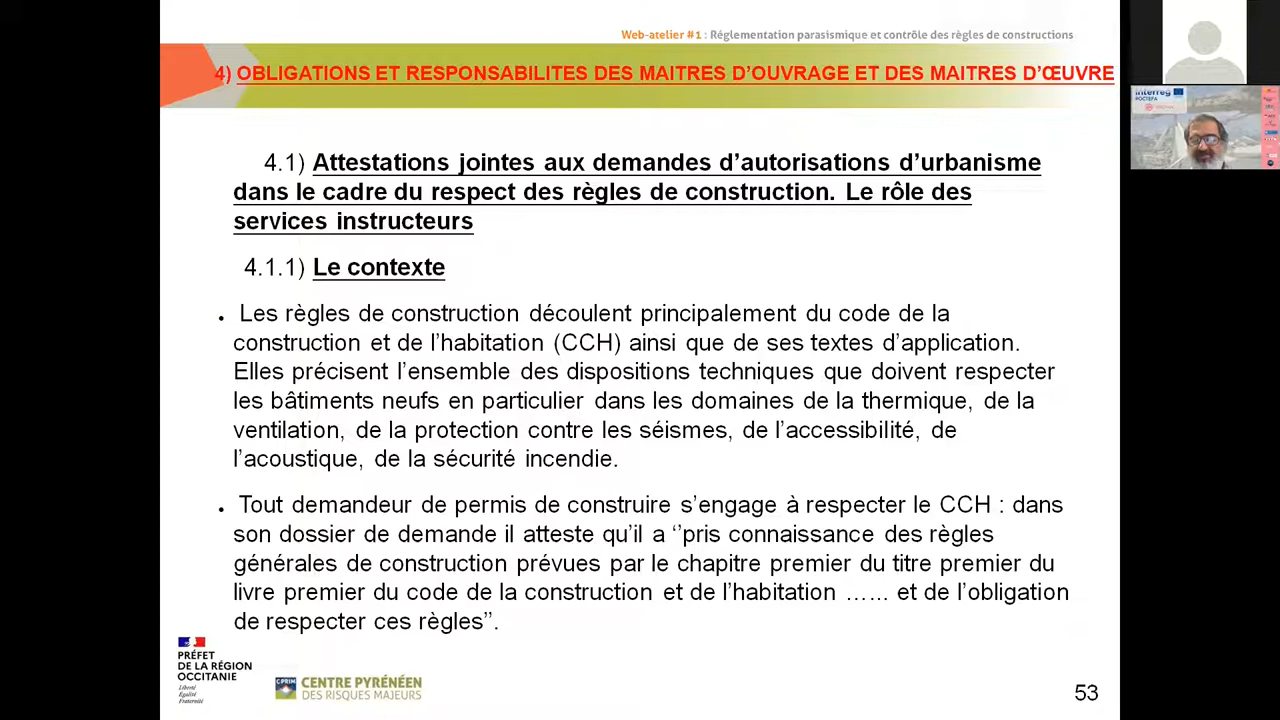 Web-atelier #1 : Réglementation parasismique et contrôle des règles de constructions
4) OBLIGATIONS ET RESPONSABILITES DES MAITRES D’OUVRAGE ET DES MAITRES D’ŒUVRE
4.1) Attestations jointes aux demandes d’autorisations d’urbanisme
dans le cadre du respect des règles de construction. Le rôle des
services instructeurs
4.1.1) Le contexte
● Les règles de construction découlent principalement du code de la
construction et de l’habitation (CCH) ainsi que de ses textes d’application.
Elles précisent l’ensemble des dispositions techniques que doivent respecter
les bâtiments neufs en particulier dans les domaines de la thermique, de la
ventilation, de la protection contre les séismes, de l’accessibilité, de
l’acoustique, de la sécurité incendie.
● Tout demandeur de permis de construire s’engage à respecter le CCH : dans
son dossier de demande il atteste qu’il a ‘’pris connaissance des règles
générales de construction prévues par le chapitre premier du titre premier du
livre premier du code de la construction et de l’habitation …... et de l’obligation
de respecter ces règles’’.
PRÉFET
DE LA RÉGION
OCCITANIE
Liberté
Égalité
Fraternité
CPRIM
CENTRE PYRÉNÉEN
DES RISQUES MAJEURS
53
Interreg
POCTEFA